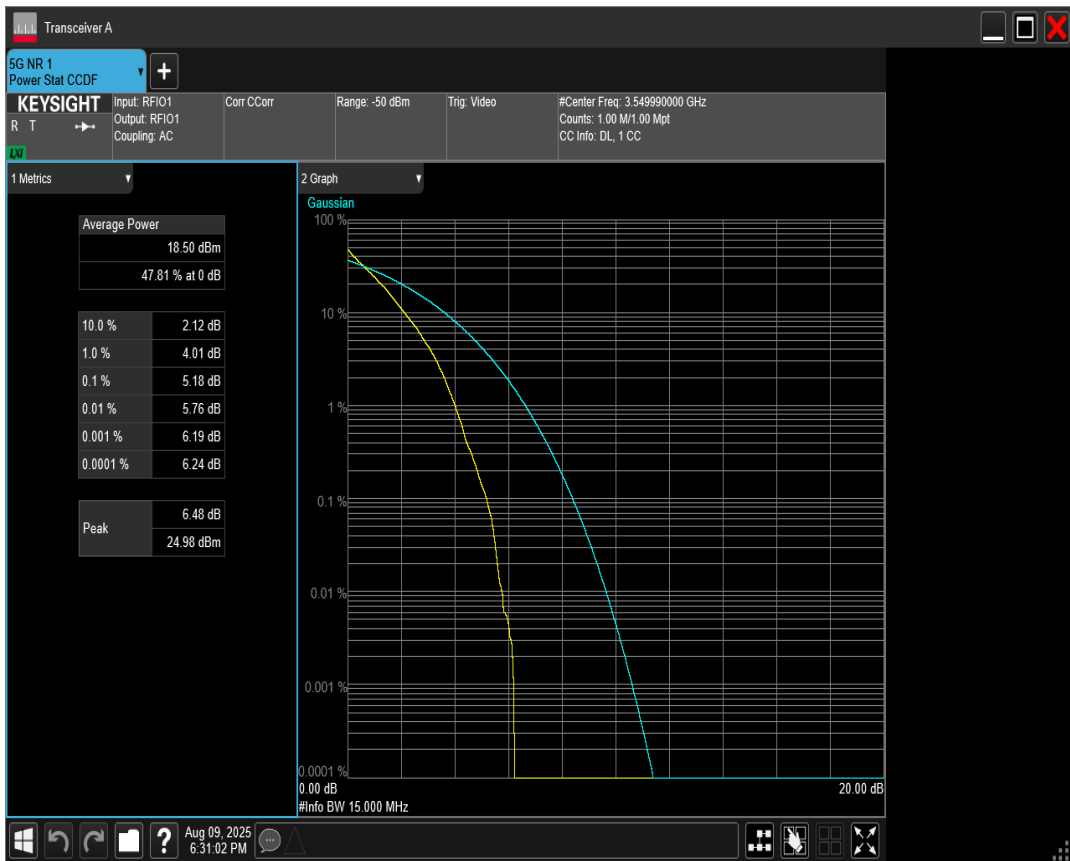 Transceiver A
5G NR 1
Power Stat CCDF
KEYSIGHT
R T
LXI
Input: RFIO1
Output: RFIO1
Coupling: AC
Corr CCorr
Range: -50 dBm
Trig: Video
#Center Freq: 3.549990000 GHz
Counts: 1.00 M/1.00 Mpt
CC Info: DL, 1 CC
1 Metrics
Average Power
18.50 dBm
47.81 % at 0 dB
10.0 % 2.12 dB
1.0 % 4.01 dB
0.1 % 5.18 dB
0.01 % 5.76 dB
0.001 % 6.19 dB
0.0001 % 6.24 dB
Peak
6.48 dB
24.98 dBm
2 Graph
Gaussian
100 %
10 %
1 %
0.1 %
0.01 %
0.001 %
0.0001 %
0.00 dB 20.00 dB
#Info BW 15.000 MHz
?
Aug 09, 2025
6:31:02 PM